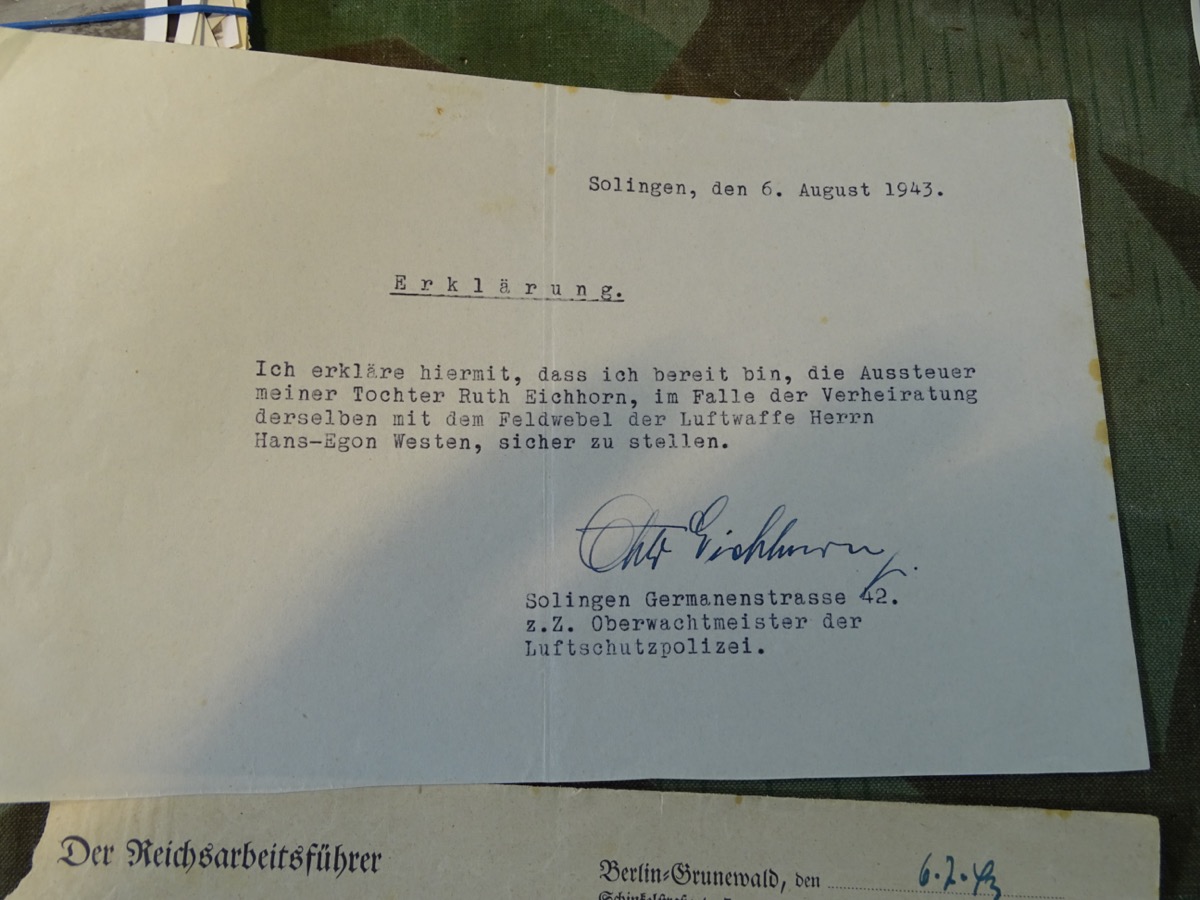 Solingen, den 6. August 1943.
E r k l ä r u n g.
Ich erkläre hiermit, dass ich bereit bin, die Aussteuer
meiner Tochter Ruth Eichhorn, im Falle der Verheiratung
derselben mit dem Feldwebel der Luftwaffe Herrn
Hans-Egon Westen, sicher zu stellen.
Otto Eichhorn
Solingen Germanenstrasse 42.
z.Z. Oberwachtmeister der
Luftschutzpolizei.
Der Reichsarbeitsführer
Berlin-Grunewald, den 6.7.43